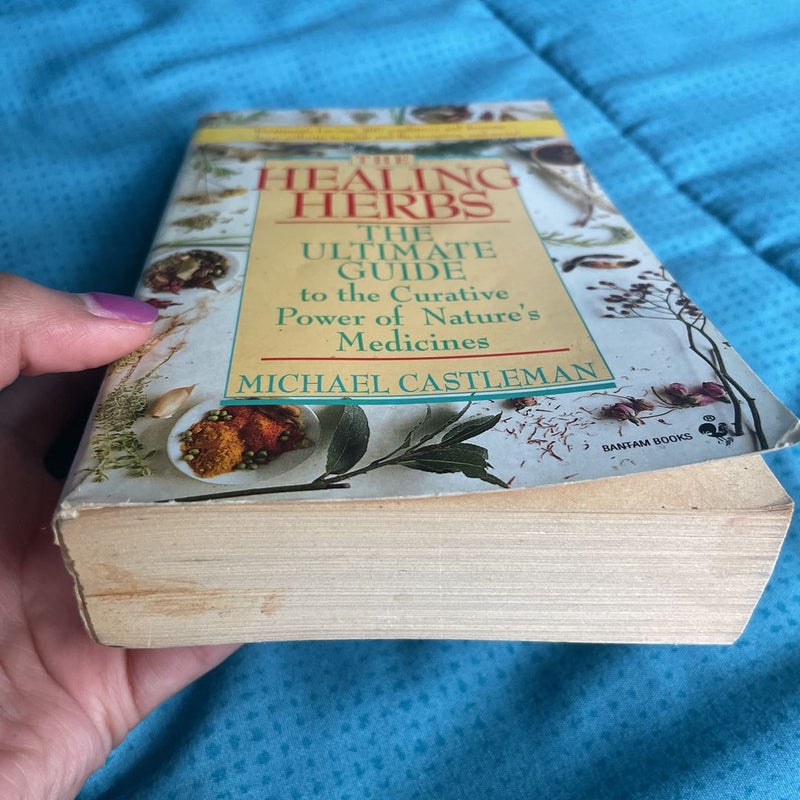 THE
HEALING
HERBS
THE
ULTIMATE
GUIDE
to the Curative
Power of Nature's
Medicines
MICHAEL CASTLEMAN
BANTAM BOOKS
®